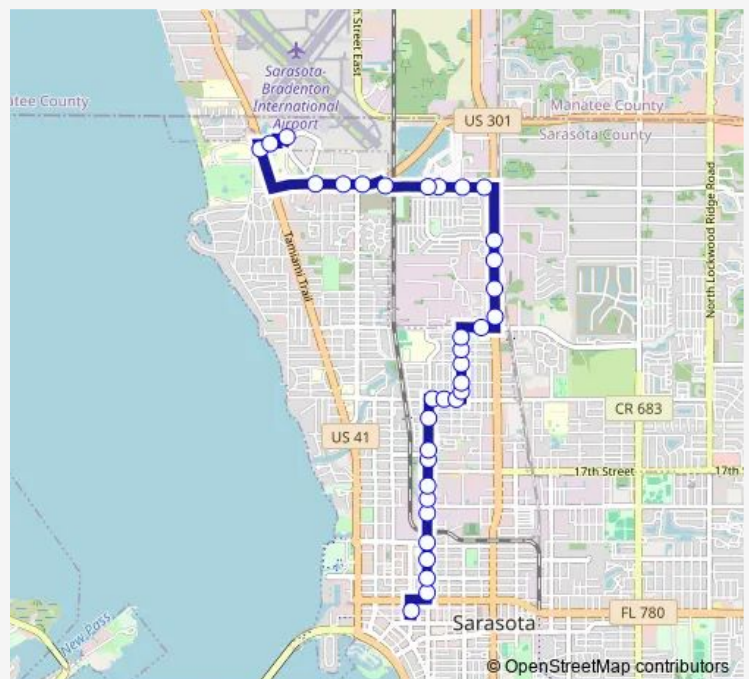 Street East
Sarasota-
Bradenton
International
Airport
atee County
US 301
Manatee County
Sarasota County
North Lockwood Ridge Road
Tamiami Trail
CR 683
US 41
17th Street
17th
New Pass
FL 780
Sarasota
© OpenStreetMap contributors